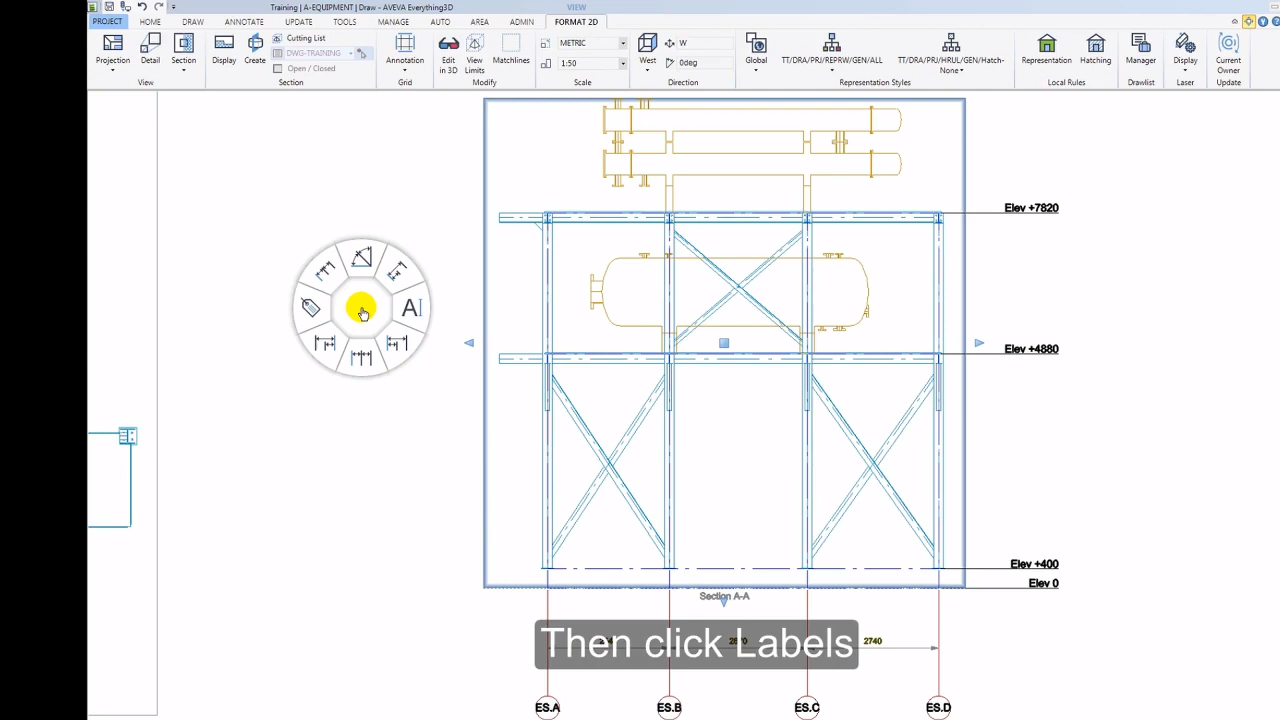 Training | A-EQUIPMENT | Draw - AVEVA Everything3D
VIEW
PROJECT HOME DRAW ANNOTATE UPDATE TOOLS MANAGE AUTO AREA ADMIN FORMAT 2D
Projection Detail Section
View
Display Create
Cutting List
DWG-TRAINING
Open / Closed
Section
Annotation
Grid
Edit in 3D
View Limits
Matchlines
Modify
METRIC
1:50
Scale
West
W
0deg
Direction
Global
TT/DRA/PRJ/REPRW/GEN/ALL
TT/DRA/PRJ/HRUL/GEN/Hatch-None
Representation Styles
Representation Hatching
Local Rules
Manager
Drawlist
Display
Laser
Current Owner
Update
Elev +7820
A
Elev +4880
Elev +400
Elev 0
Section A-A
Then click Labels
2740
ES.A ES.B ES.C ES.D